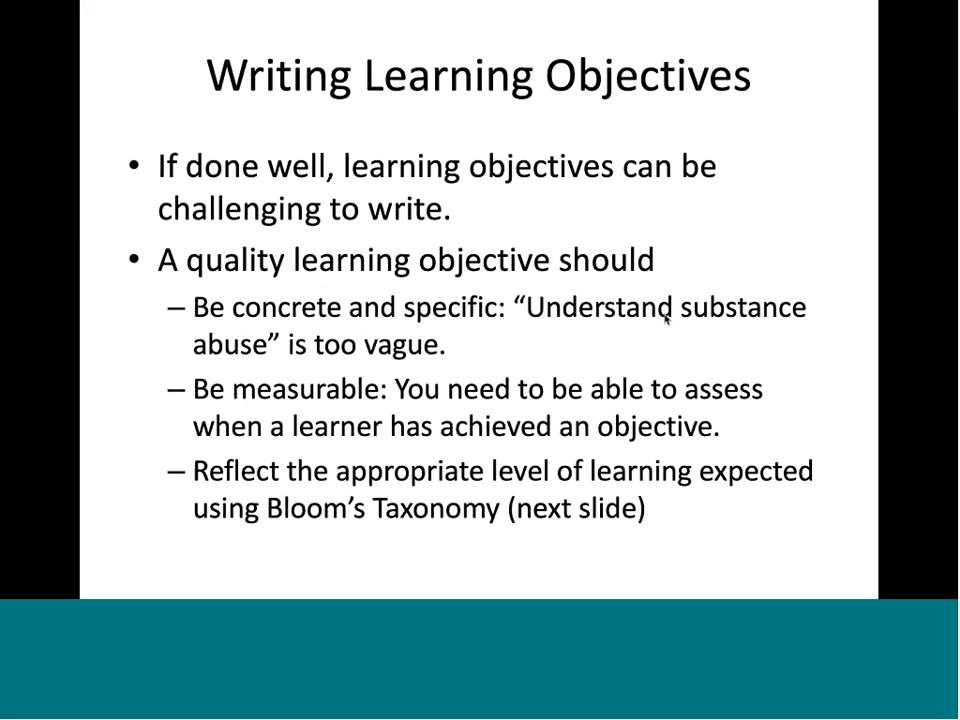 Writing Learning Objectives
• If done well, learning objectives can be
challenging to write.
• A quality learning objective should
– Be concrete and specific: “Understand substance
abuse” is too vague.
– Be measurable: You need to be able to assess
when a learner has achieved an objective.
– Reflect the appropriate level of learning expected
using Bloom’s Taxonomy (next slide)